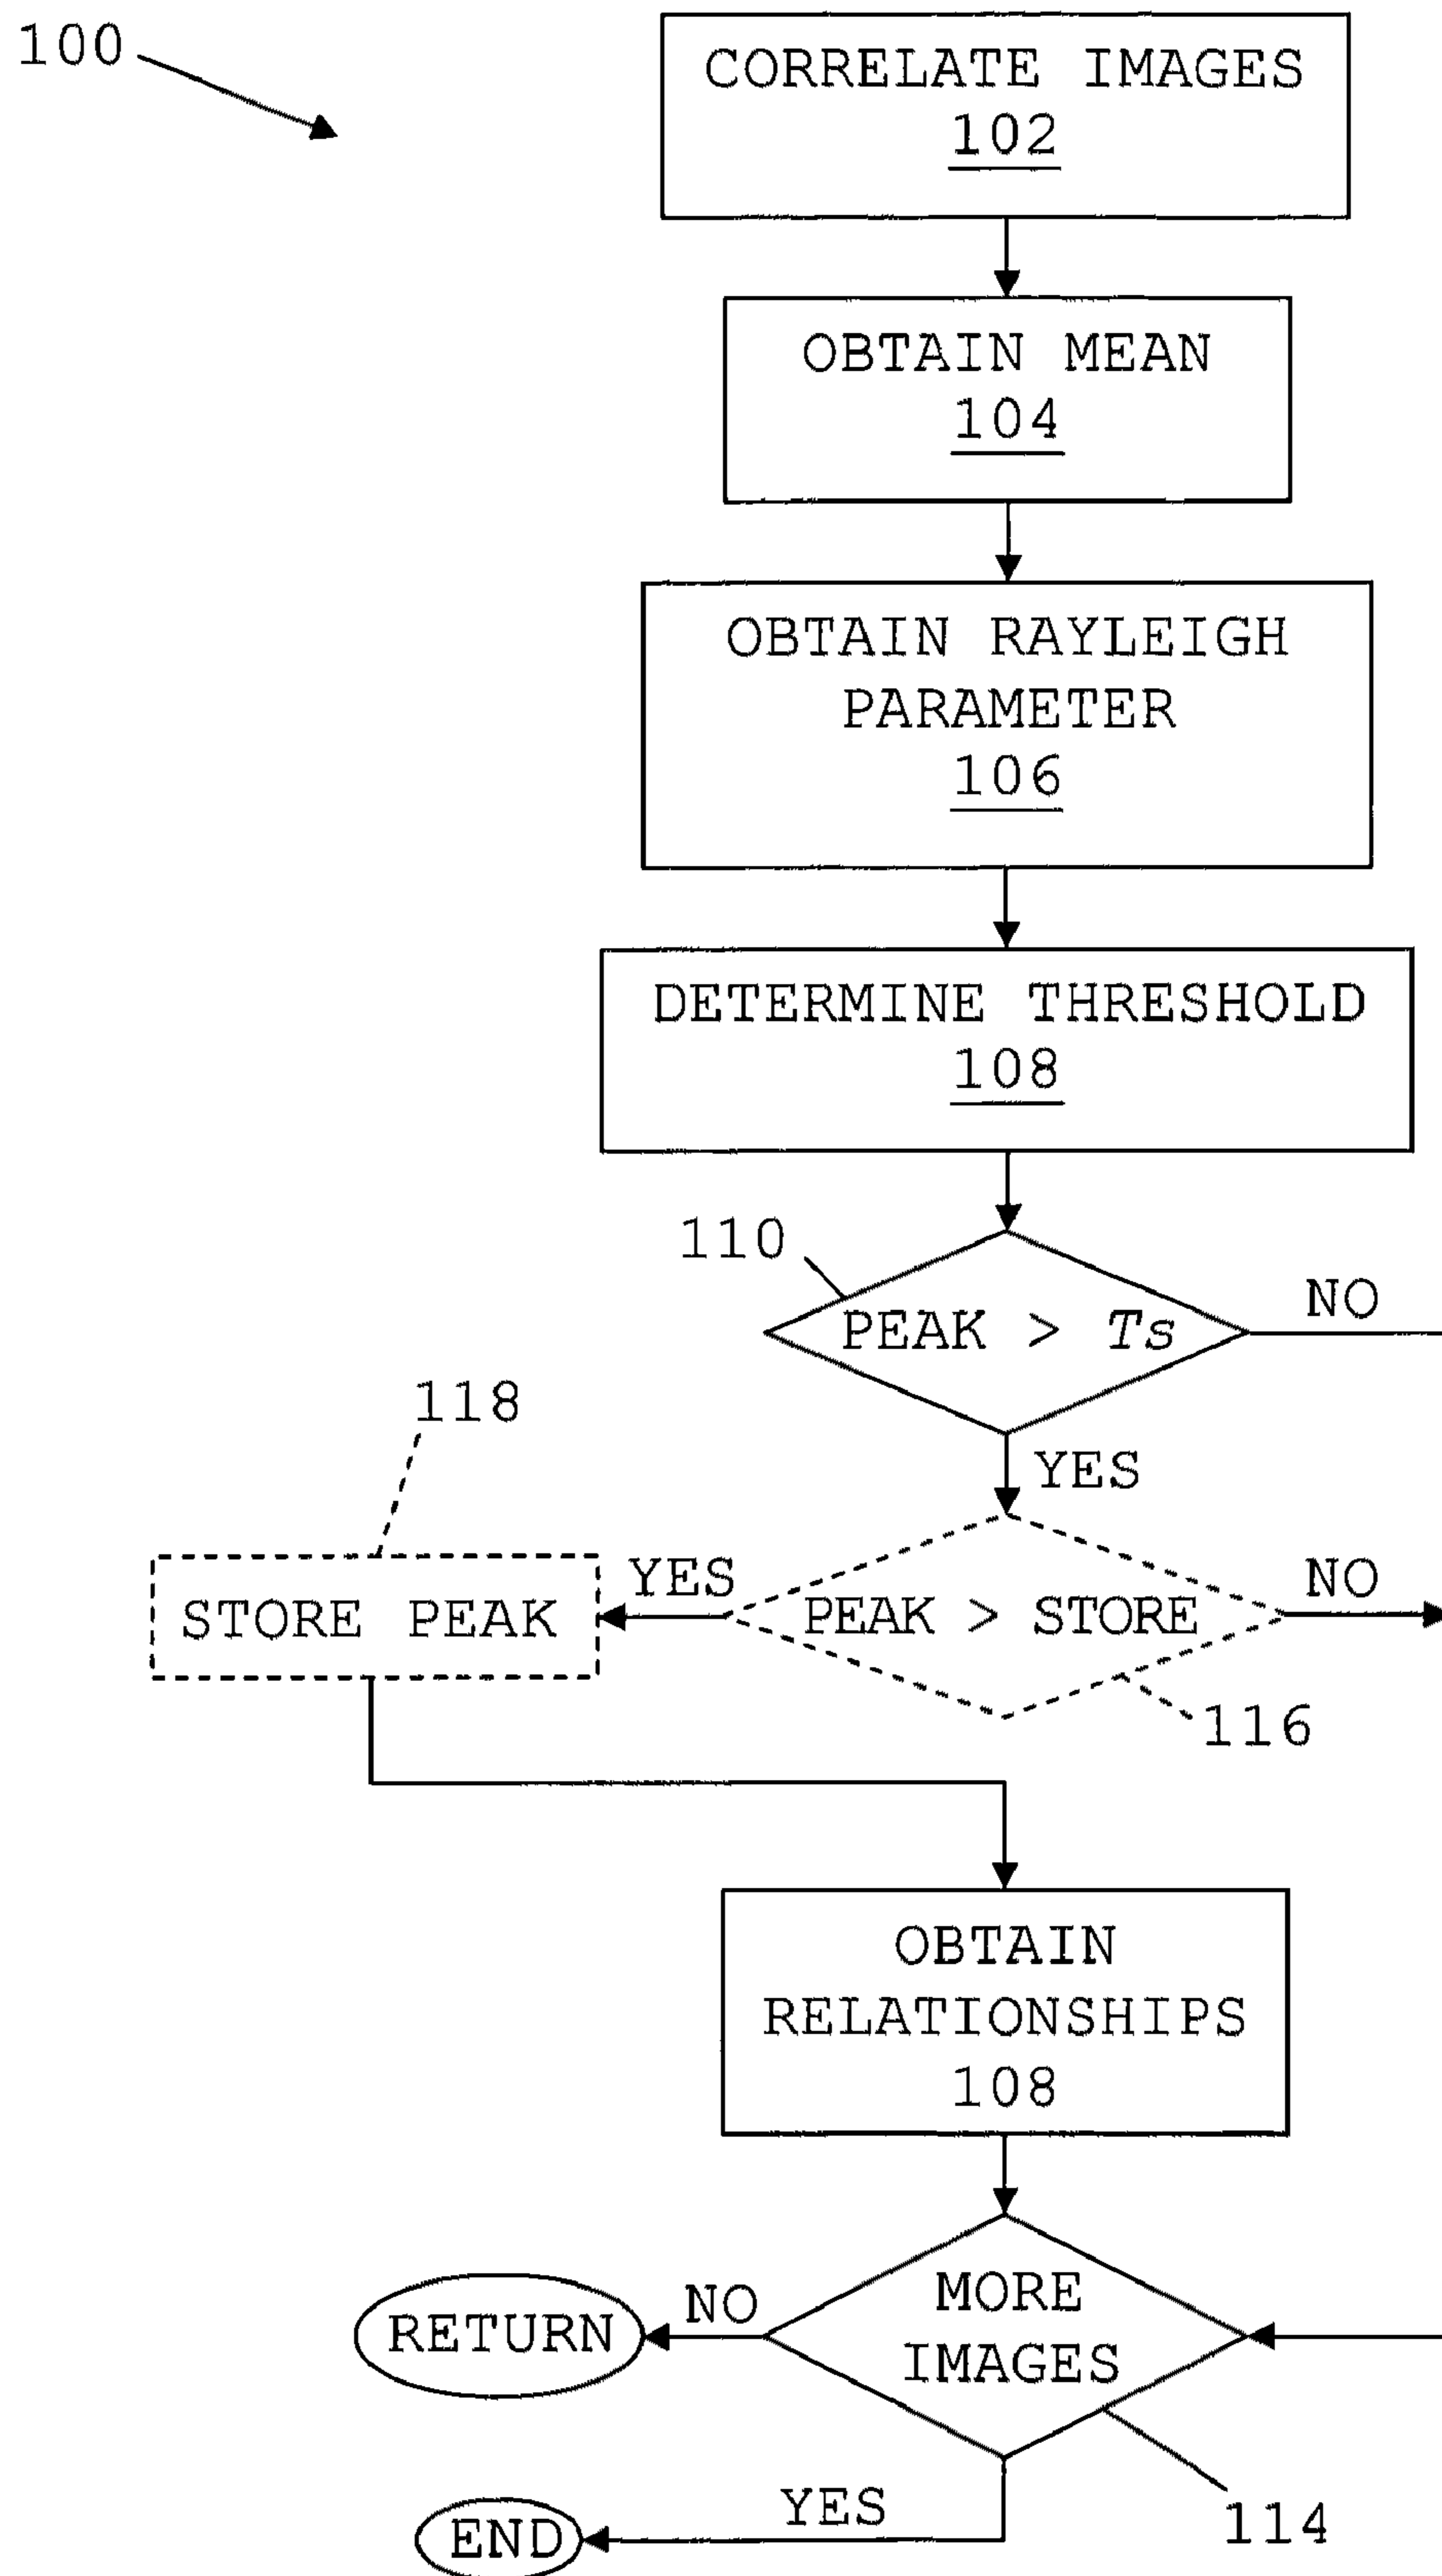 100
CORRELATE IMAGES
102
OBTAIN MEAN
104
OBTAIN RAYLEIGH
PARAMETER
106
DETERMINE THRESHOLD
108
110
PEAK > Ts
NO
YES
118
STORE PEAK
YES
PEAK > STORE
NO
116
OBTAIN
RELATIONSHIPS
108
RETURN
NO
MORE
IMAGES
END
YES
114